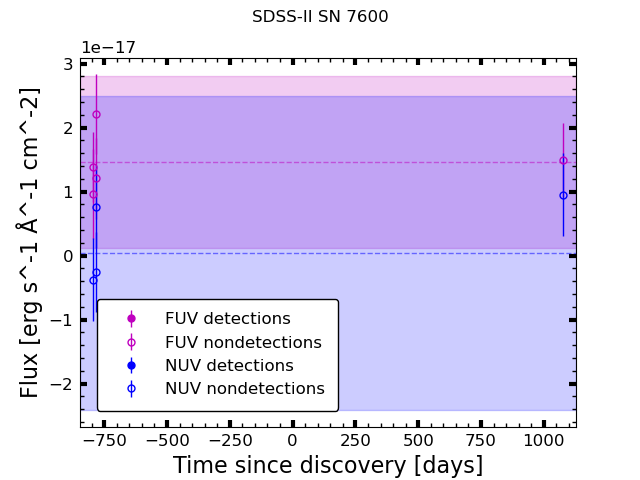 SDSS-II SN 7600
1e−17
3
2
1
0
−1
−2
Flux [erg s^-1 Å^-1 cm^-2]
FUV detections
FUV nondetections
NUV detections
NUV nondetections
−750 −500 −250 0 250 500 750 1000
Time since discovery [days]